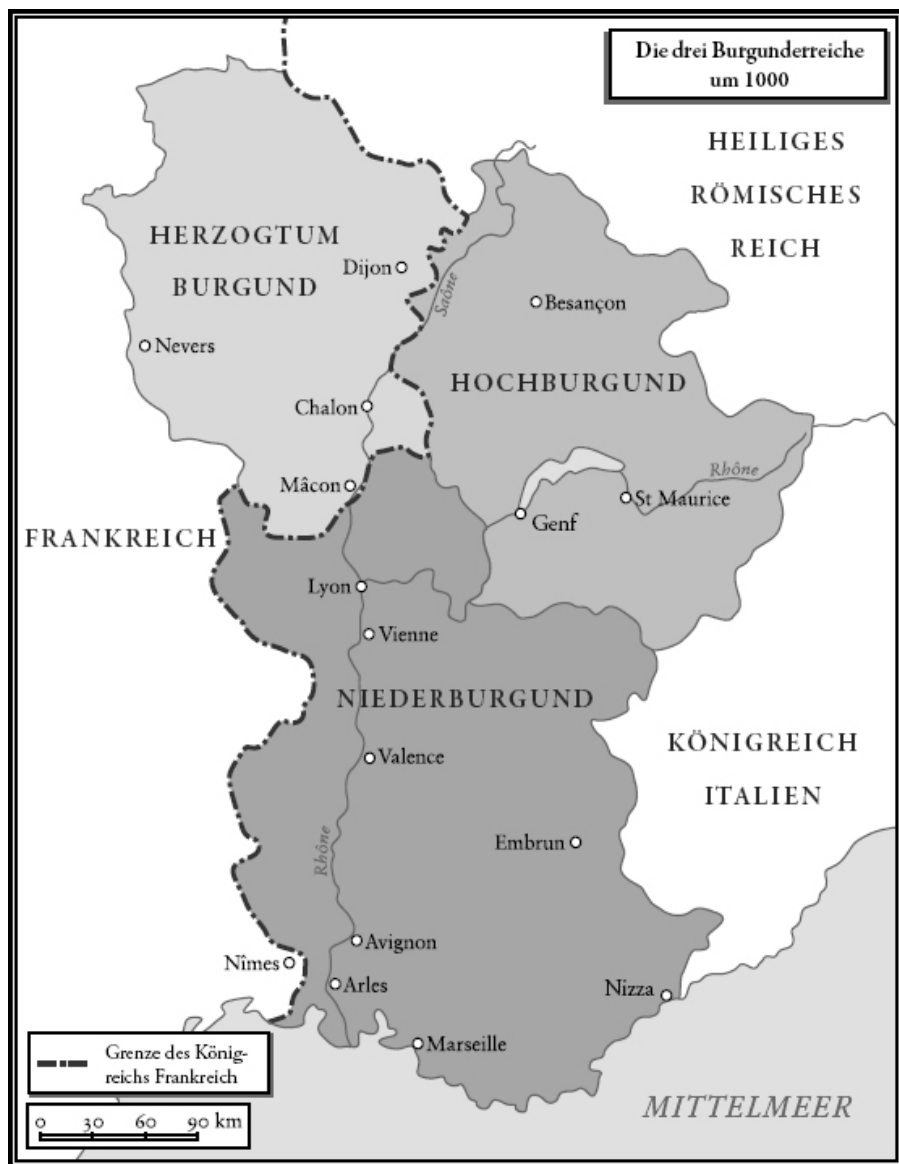 Die drei Burgunderreiche
um 1000
HEILIGES
RÖMISCHES
REICH
HERZOGTUM
BURGUND
Dijon
Saône
Besançon
Nevers
HOCHBURGUND
Chalon
Rhône
Mâcon
St Maurice
Genf
FRANKREICH
Lyon
Vienne
NIEDERBURGUND
KÖNIGREICH
ITALIEN
Valence
Rhône
Embrun
Avignon
Nîmes
Arles
Nizza
Marseille
Grenze des König-
reichs Frankreich
MITTELMEER
0 30 60 90 km